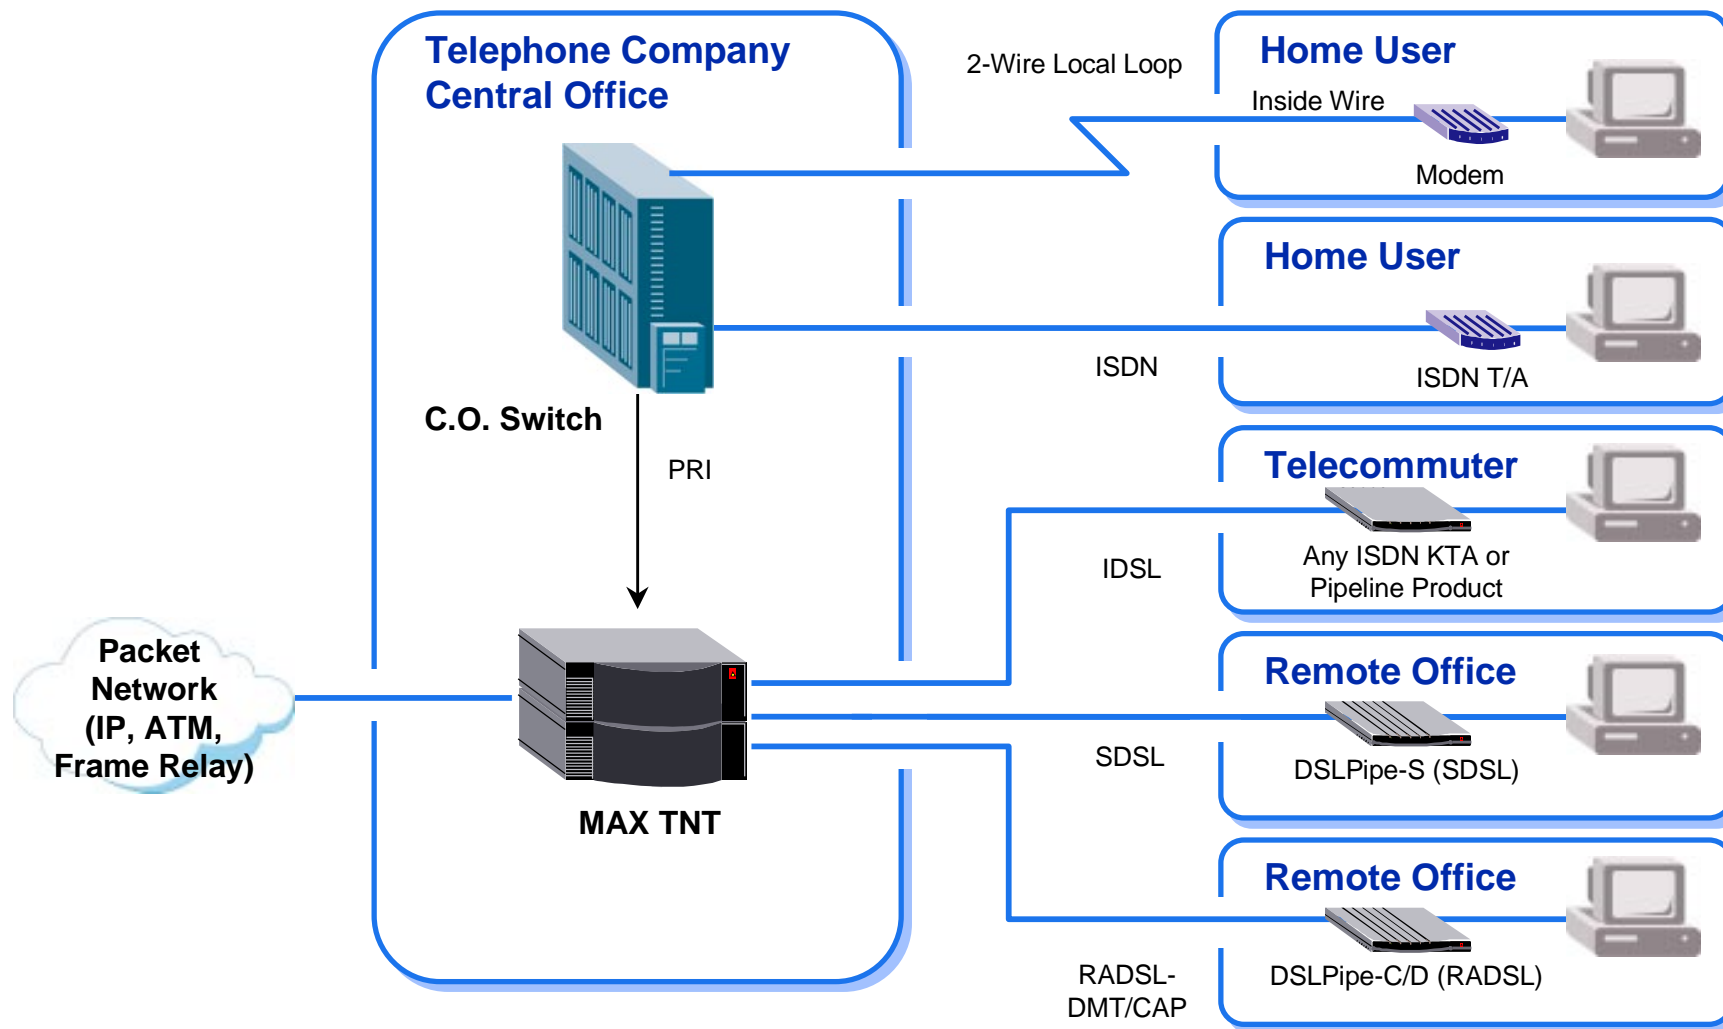 Telephone Company
Central Office
2-Wire Local Loop
Home User
Inside Wire
Modem
Home User
ISDN
ISDN T/A
C.O. Switch
PRI
Telecommuter
IDSL
Any ISDN KTA or
Pipeline Product
Packet
Network
(IP, ATM,
Frame Relay)
MAX TNT
Remote Office
SDSL
DSLPipe-S (SDSL)
Remote Office
RADSL-
DMT/CAP
DSLPipe-C/D (RADSL)